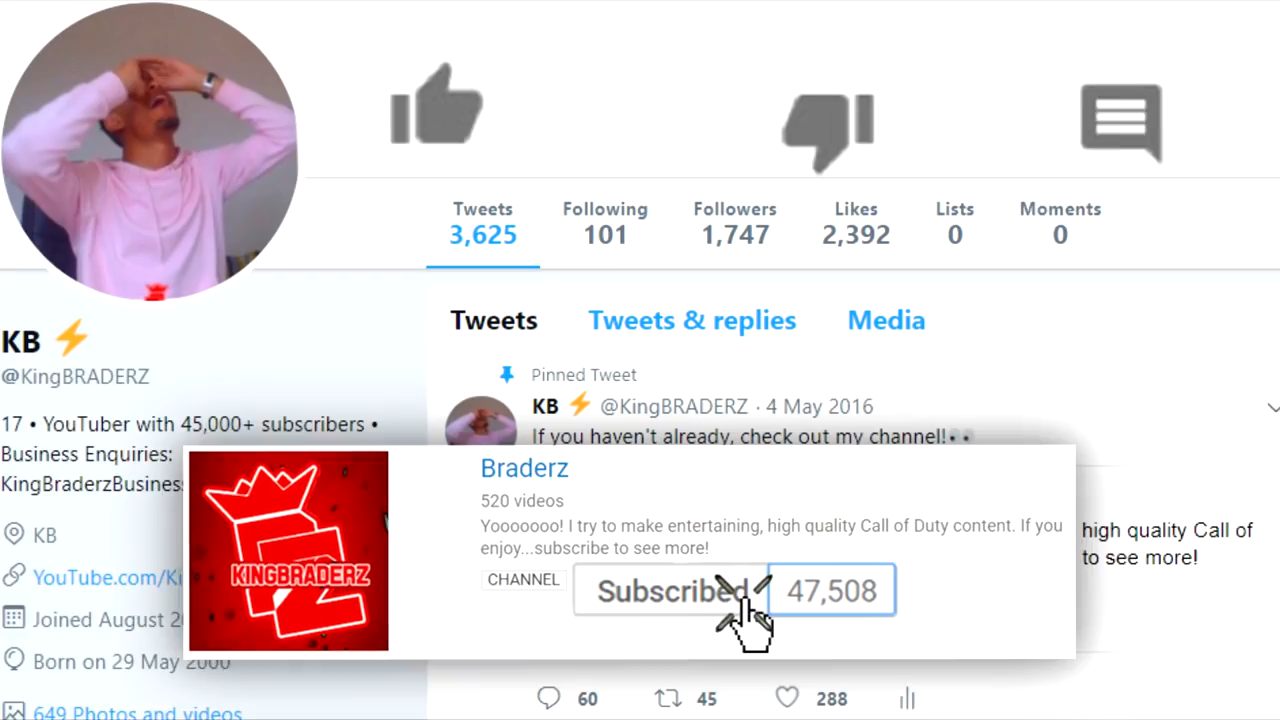 Tweets Following Followers Likes Lists Moments
3,625 101 1,747 2,392 0 0
KB ⚡
@KingBRADERZ
17 • YouTuber with 45,000+ subscribers •
Business Enquiries:
KingBraderzBusiness
KB
YouTube.com/Ki
Joined August 2
Born on 29 May 2000
649 Photos and videos
Tweets Tweets & replies Media
Pinned Tweet
KB ⚡ @KingBRADERZ · 4 May 2016
If you haven't already, check out my channel!👀
KINGBRADERZ
Braderz
520 videos
Yooooooo! I try to make entertaining, high quality Call of Duty content. If you
enjoy...subscribe to see more!
CHANNEL Subscribed 47,508
high quality Call of
to see more!
60 45 288